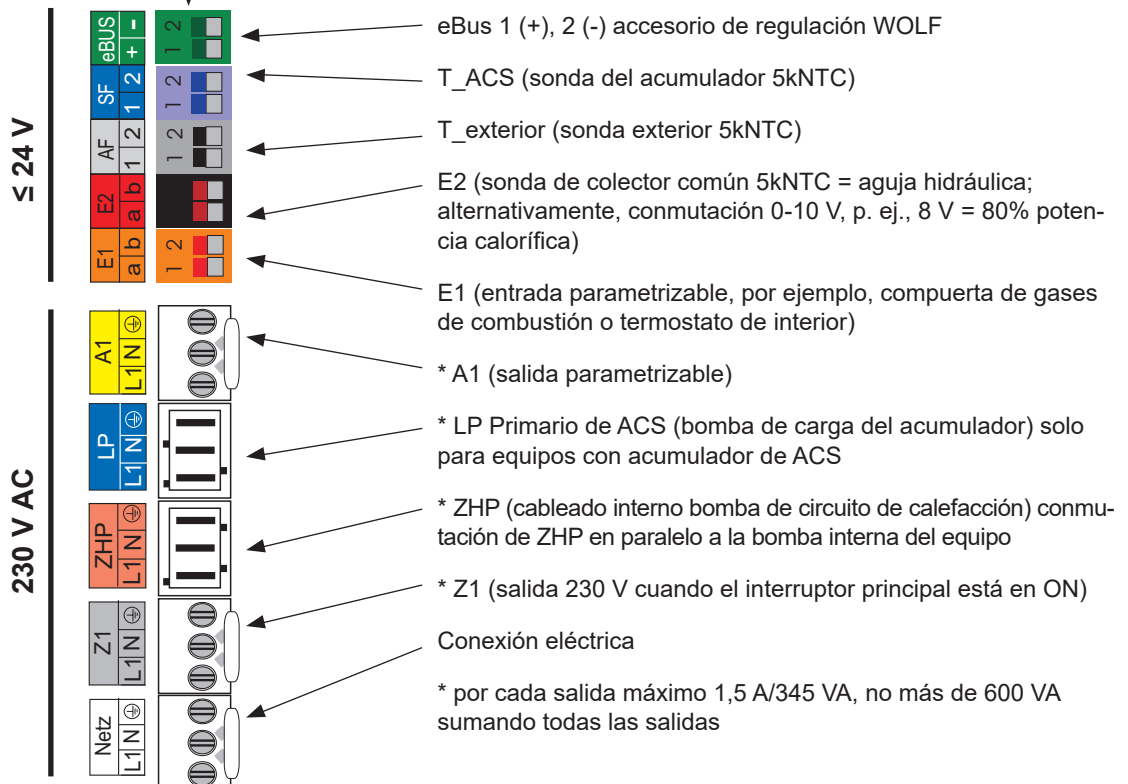 ≤ 24 V
230 V AC
eBUS
+ -
1 2
SF
1 2
1 2
AF
1 2
1 2
E2
a b
E1
a b
1 2
A1
L1 N
LP
L1 N
ZHP
L1 N
Z1
L1 N
Netz
L1 N
eBus 1 (+), 2 (-) accesorio de regulación WOLF
T_ACS (sonda del acumulador 5kNTC)
T_exterior (sonda exterior 5kNTC)
E2 (sonda de colector común 5kNTC = aguja hidráulica;
alternativamente, conmutación 0-10 V, p. ej., 8 V = 80% poten-
cia calorífica)
E1 (entrada parametrizable, por ejemplo, compuerta de gases
de combustión o termostato de interior)
* A1 (salida parametrizable)
* LP Primario de ACS (bomba de carga del acumulador) solo
para equipos con acumulador de ACS
* ZHP (cableado interno bomba de circuito de calefacción) conmu-
tación de ZHP en paralelo a la bomba interna del equipo
* Z1 (salida 230 V cuando el interruptor principal está en ON)
Conexión eléctrica
* por cada salida máximo 1,5 A/345 VA, no más de 600 VA
sumando todas las salidas